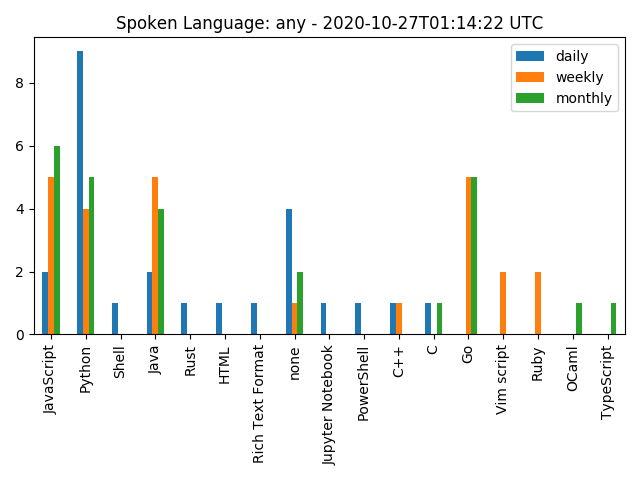 Spoken Language: any - 2020-10-27T01:14:22 UTC
daily
weekly
monthly
8
6
4
2
0
JavaScript
Python
Shell
Java
Rust
HTML
Rich Text Format
none
Jupyter Notebook
PowerShell
C++
C
Go
Vim script
Ruby
OCaml
TypeScript